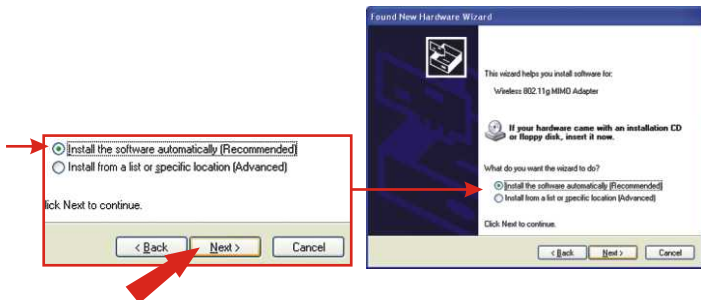 Install the software automatically (Recommended)
Install from a list or specific location (Advanced)
lick Next to continue.
< Back
Next >
Cancel
Found New Hardware Wizard
This wizard helps you install software for:
Wireless 802.11g MIMO Adapter
If your hardware came with an installation CD
or floppy disk, insert it now.
What do you want the wizard to do?
Install the software automatically (Recommended)
Install from a list or specific location (Advanced)
Click Next to continue.
< Back
Next >
Cancel